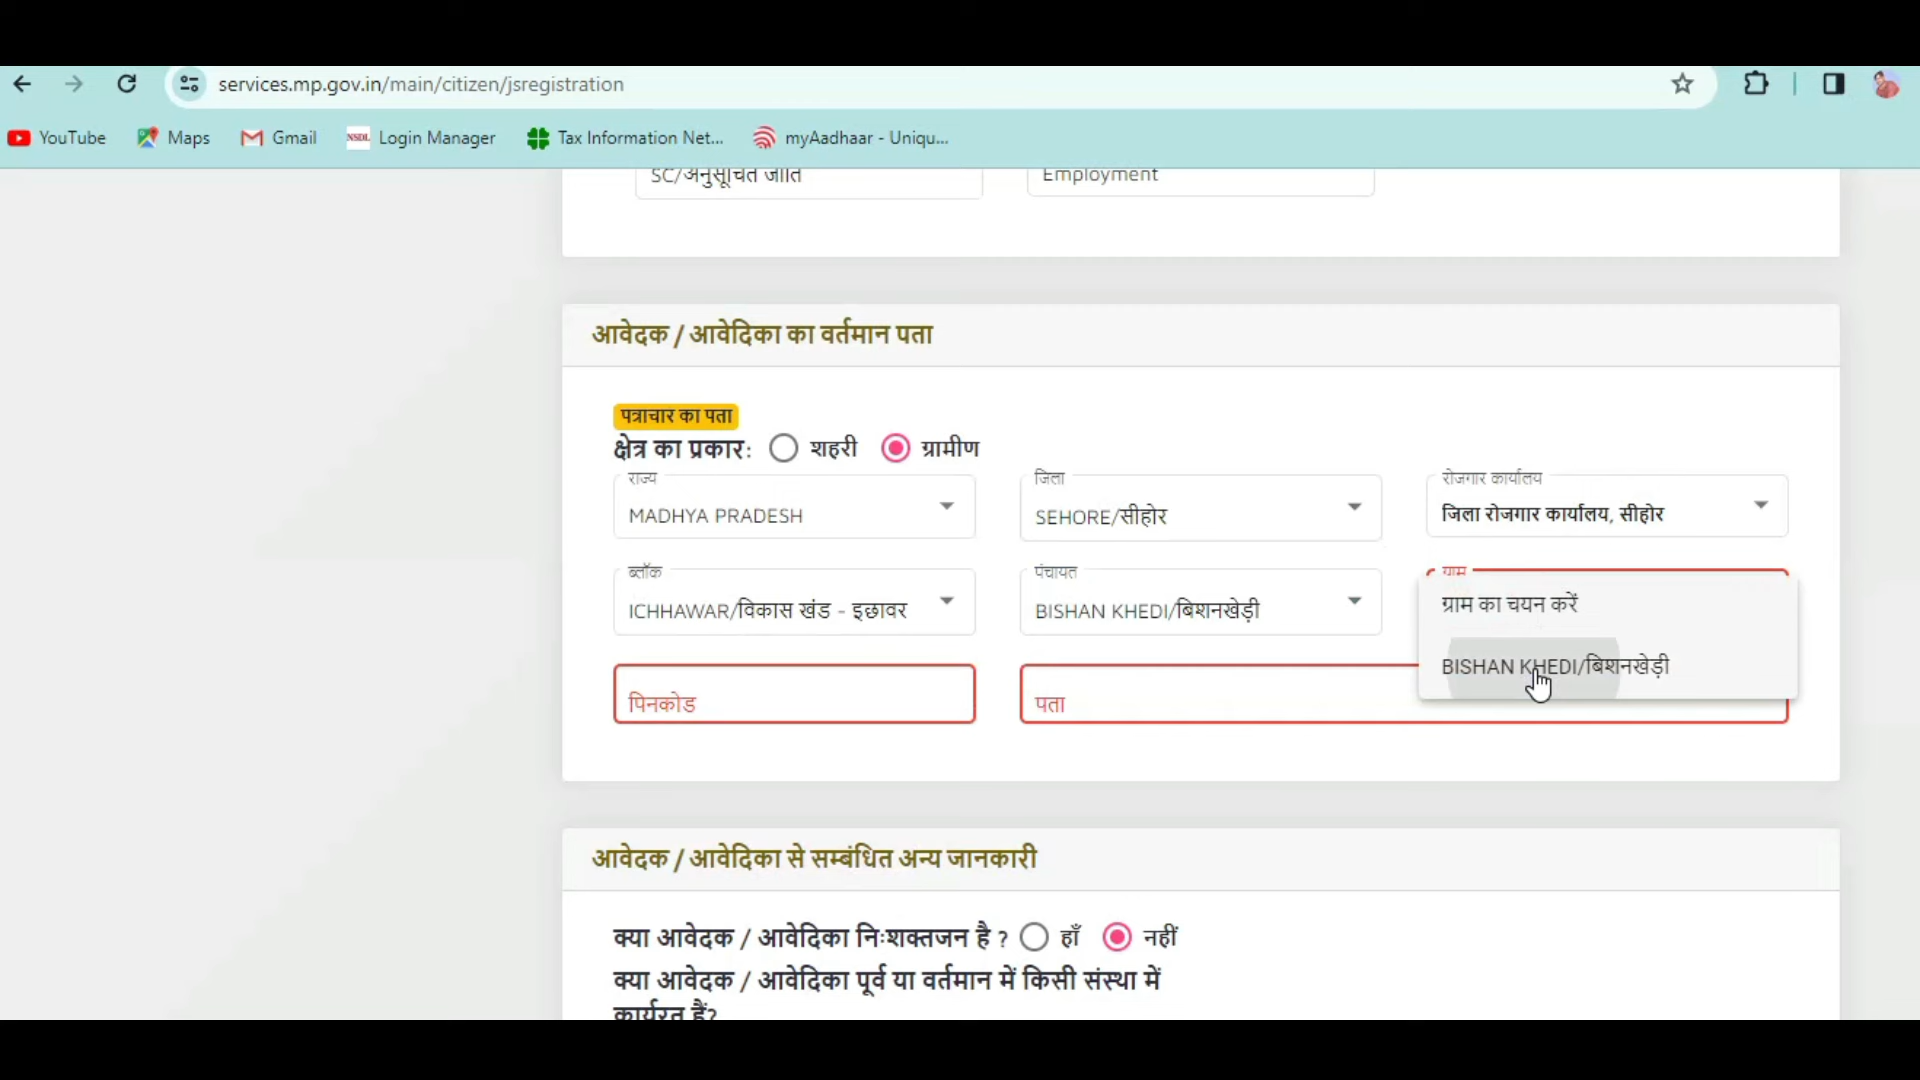 services.mp.gov.in/main/citizen/jsregistration
YouTube Maps Gmail NSDL Login Manager Tax Information Net... myAadhaar - Uniqu...
SC/अनुसूचित जाति Employment
आवेदक / आवेदिका का वर्तमान पता
पत्राचार का पता
क्षेत्र का प्रकार: शहरी ग्रामीण
राज्य जिला रोजगार कार्यालय
MADHYA PRADESH SEHORE/सीहोर जिला रोजगार कार्यालय, सीहोर
ब्लॉक पंचायत ग्राम
ICHHAWAR/विकास खंड - इछावर BISHAN KHEDI/बिशनखेड़ी ग्राम का चयन करें
BISHAN KHEDI/बिशनखेड़ी
पिनकोड पता
आवेदक / आवेदिका से सम्बंधित अन्य जानकारी
क्या आवेदक / आवेदिका निःशक्तजन है ? हाँ नहीं
क्या आवेदक / आवेदिका पूर्व या वर्तमान में किसी संस्था में
कार्यरत हैं?